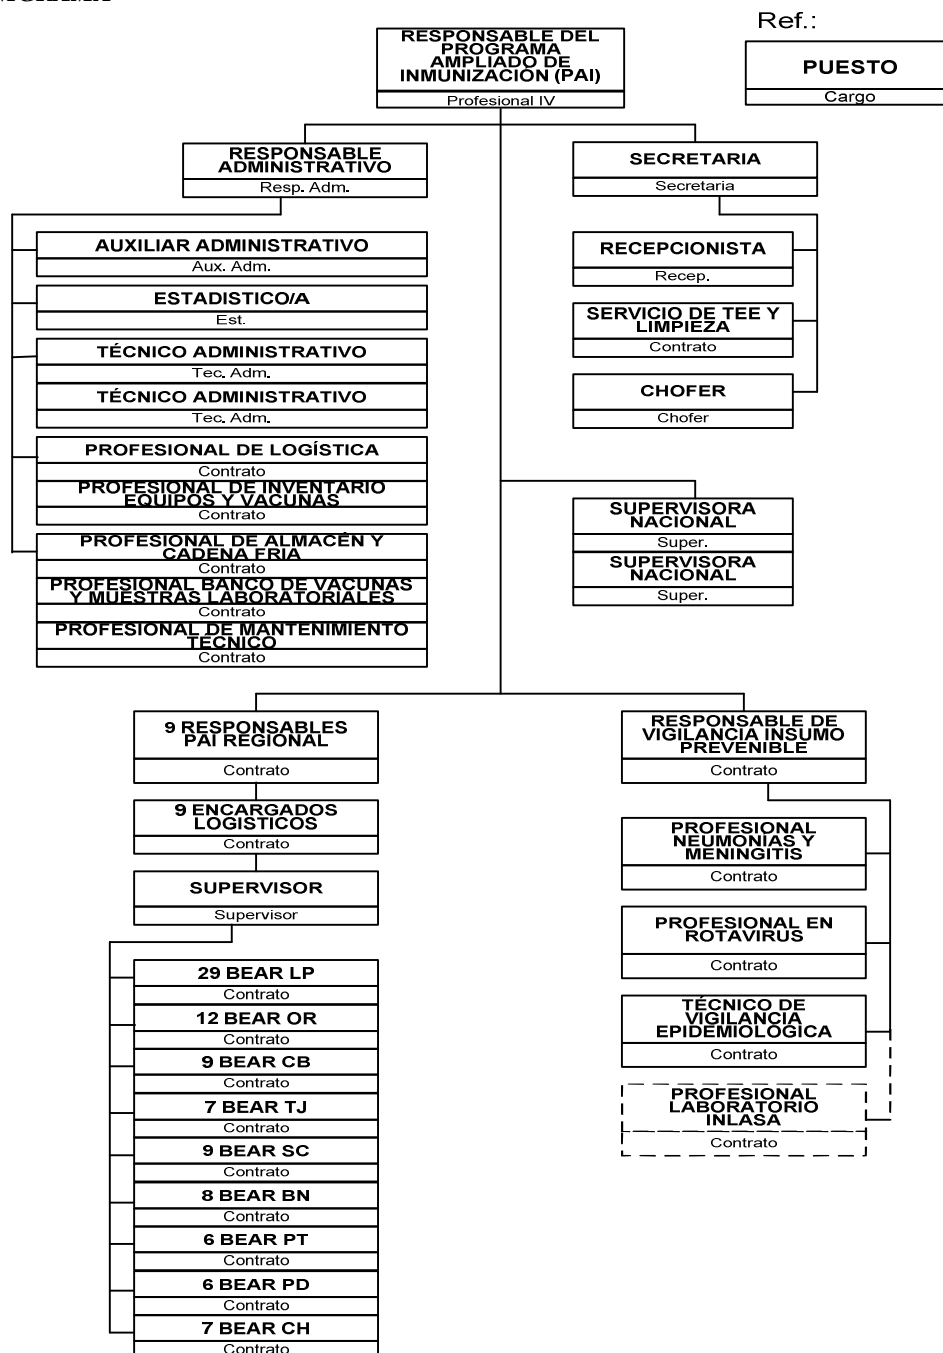 Ref.:
RESPONSABLE DEL
PROGRAMA
AMPLIADO DE
INMUNIZACIÓN (PAI)
Profesional IV
PUESTO
Cargo
RESPONSABLE
ADMINISTRATIVO
Resp. Adm.
SECRETARIA
Secretaria
AUXILIAR ADMINISTRATIVO
Aux. Adm.
ESTADISTICO/A
Est.
TÉCNICO ADMINISTRATIVO
Tec. Adm.
TÉCNICO ADMINISTRATIVO
Tec. Adm.
PROFESIONAL DE LOGÍSTICA
Contrato
PROFESIONAL DE INVENTARIO
EQUIPOS Y VACUNAS
Contrato
PROFESIONAL DE ALMACÉN Y
CADENA FRIA
Contrato
PROFESIONAL BANCO DE VACUNAS
Y MUESTRAS LABORATORIALES
Contrato
PROFESIONAL DE MANTENIMIENTO
TÉCNICO
Contrato
RECEPCIONISTA
Recep.
SERVICIO DE TEE Y
LIMPIEZA
Contrato
CHOFER
Chofer
SUPERVISORA
NACIONAL
Super.
SUPERVISORA
NACIONAL
Super.
9 RESPONSABLES
PAI REGIONAL
Contrato
9 ENCARGADOS
LOGISTICOS
Contrato
SUPERVISOR
Supervisor
29 BEAR LP
Contrato
12 BEAR OR
Contrato
9 BEAR CB
Contrato
7 BEAR TJ
Contrato
9 BEAR SC
Contrato
8 BEAR BN
Contrato
6 BEAR PT
Contrato
6 BEAR PD
Contrato
7 BEAR CH
Contrato
RESPONSABLE DE
VIGILANCIA INSUMO
PREVENIBLE
Contrato
PROFESIONAL
NEUMONIAS Y
MENINGITIS
Contrato
PROFESIONAL EN
ROTAVIRUS
Contrato
TÉCNICO DE
VIGILANCIA
EPIDEMIOLÓGICA
Contrato
PROFESIONAL
LABORATORIO
INLASA
Contrato